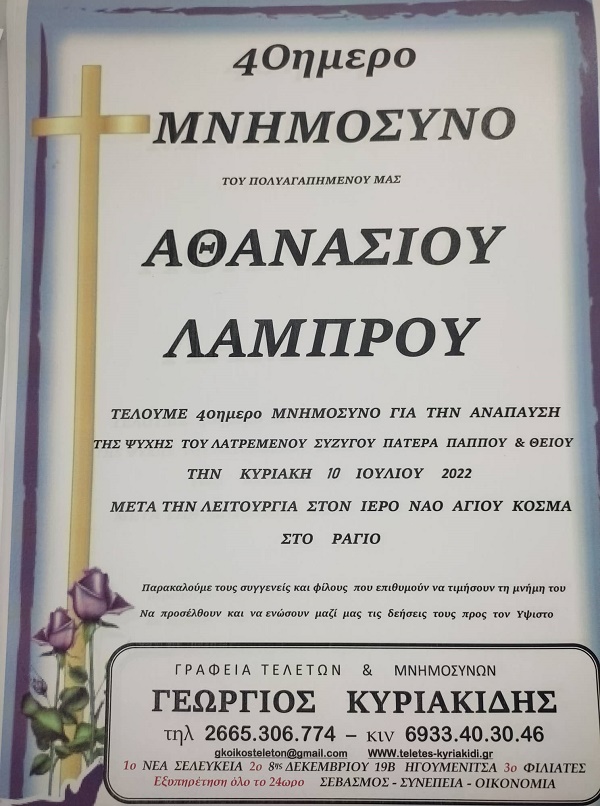 40ημερο
ΜΝΗΜΟΣΥΝΟ
ΤΟΥ ΠΟΛΥΑΓΑΠΗΜΕΝΟΥ ΜΑΣ
ΑΘΑΝΑΣΙΟΥ
ΛΑΜΠΡΟΥ
ΤΕΛΟΥΜΕ 40ημερο ΜΝΗΜΟΣΥΝΟ ΓΙΑ ΤΗΝ ΑΝΑΠΑΥΣΗ
ΤΗΣ ΨΥΧΗΣ ΤΟΥ ΛΑΤΡΕΜΕΝΟΥ ΣΥΖΥΓΟΥ ΠΑΤΕΡΑ ΠΑΠΠΟΥ & ΘΕΙΟΥ
ΤΗΝ ΚΥΡΙΑΚΗ 10 ΙΟΥΛΙΟΥ 2022
ΜΕΤΑ ΤΗΝ ΛΕΙΤΟΥΡΓΙΑ ΣΤΟΝ ΙΕΡΟ ΝΑΟ ΑΓΙΟΥ ΚΟΣΜΑ
ΣΤΟ ΡΑΓΙΟ
Παρακαλούμε τους συγγενείς και φίλους που επιθυμούν να τιμήσουν τη μνήμη του
Να προσέλθουν και να ενώσουν μαζί μας τις δεήσεις τους προς τον Υψιστο
ΓΡΑΦΕΙΑ ΤΕΛΕΤΩΝ & ΜΝΗΜΟΣΥΝΩΝ
ΓΕΩΡΓΙΟΣ ΚΥΡΙΑΚΙΔΗΣ
τηλ 2665.306.774 – κιν 6933.40.30.46
gkoikosteleton@gmail.com WWW.teletes-kyriakidi.gr
1ο ΝΕΑ ΣΕΛΕΥΚΕΙΑ 2ο 8ης ΔΕΚΕΜΒΡΙΟΥ 19Β ΗΓΟΥΜΕΝΙΤΣΑ 3ο ΦΙΛΙΑΤΕΣ
Εξυπηρέτηση όλο το 24ωρο ΣΕΒΑΣΜΟΣ - ΣΥΝΕΠΕΙΑ - ΟΙΚΟΝΟΜΙΑ